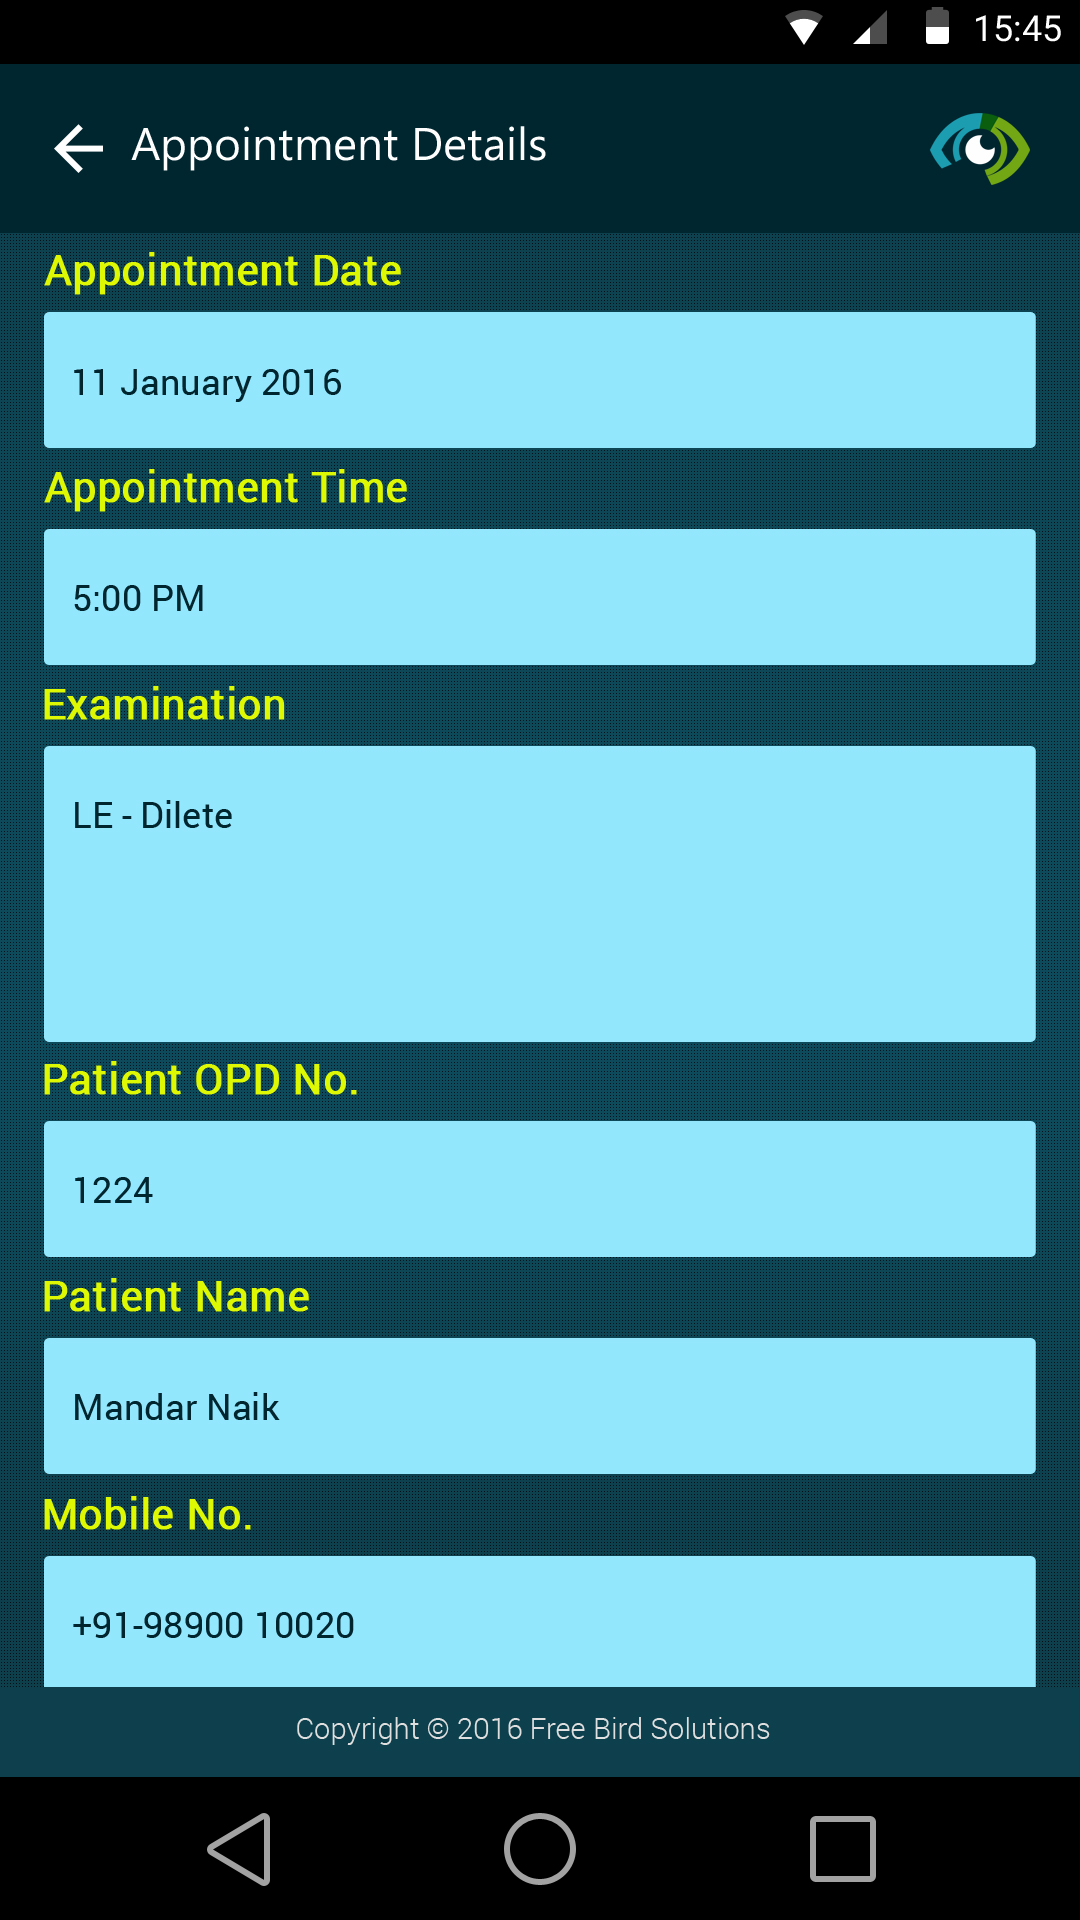 15:45
Appointment Details
Appointment Date
11 January 2016
Appointment Time
5:00 PM
Examination
LE - Dilete
Patient OPD No.
1224
Patient Name
Mandar Naik
Mobile No.
+91-98900 10020
Copyright © 2016 Free Bird Solutions